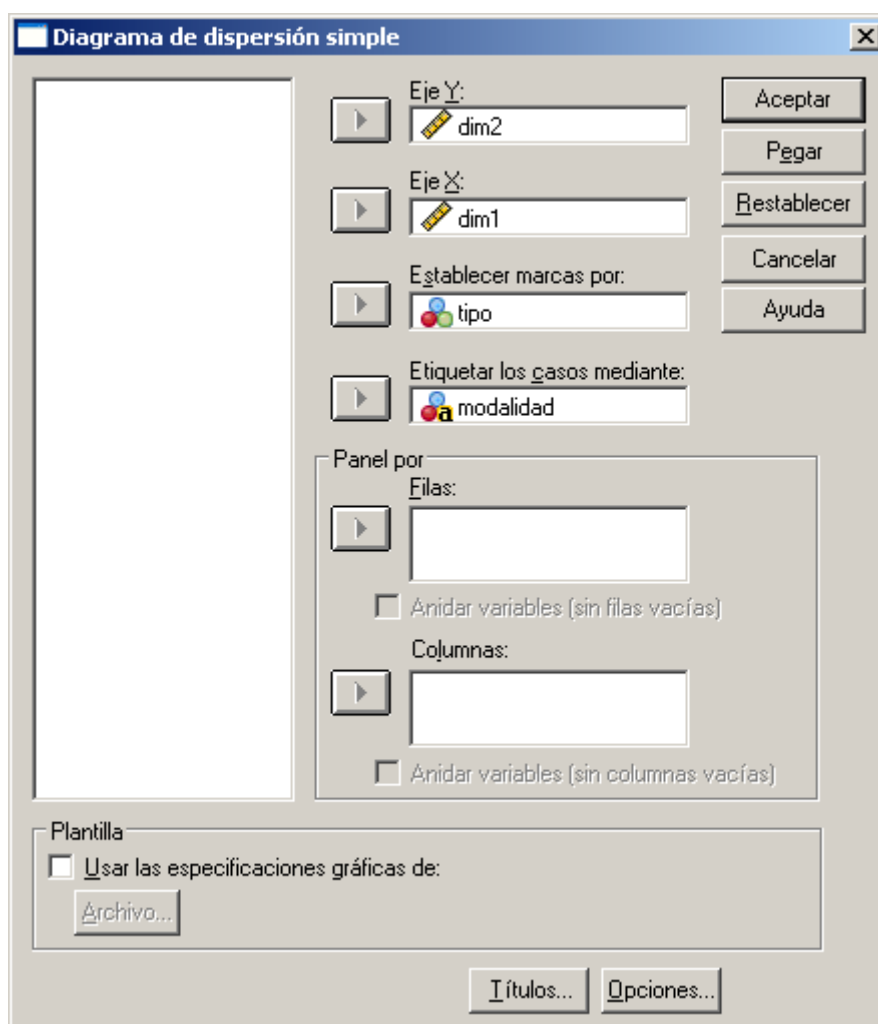 Diagrama de dispersión simple
Eje Y:
dim2
Eje X:
dim1
Establecer marcas por:
tipo
Etiquetar los casos mediante:
a modalidad
Aceptar
Pegar
Restablecer
Cancelar
Ayuda
Panel por
Filas:
Anidar variables (sin filas vacías)
Columnas:
Anidar variables (sin columnas vacías)
Plantilla
Usar las especificaciones gráficas de:
Archivo...
Títulos...
Opciones...